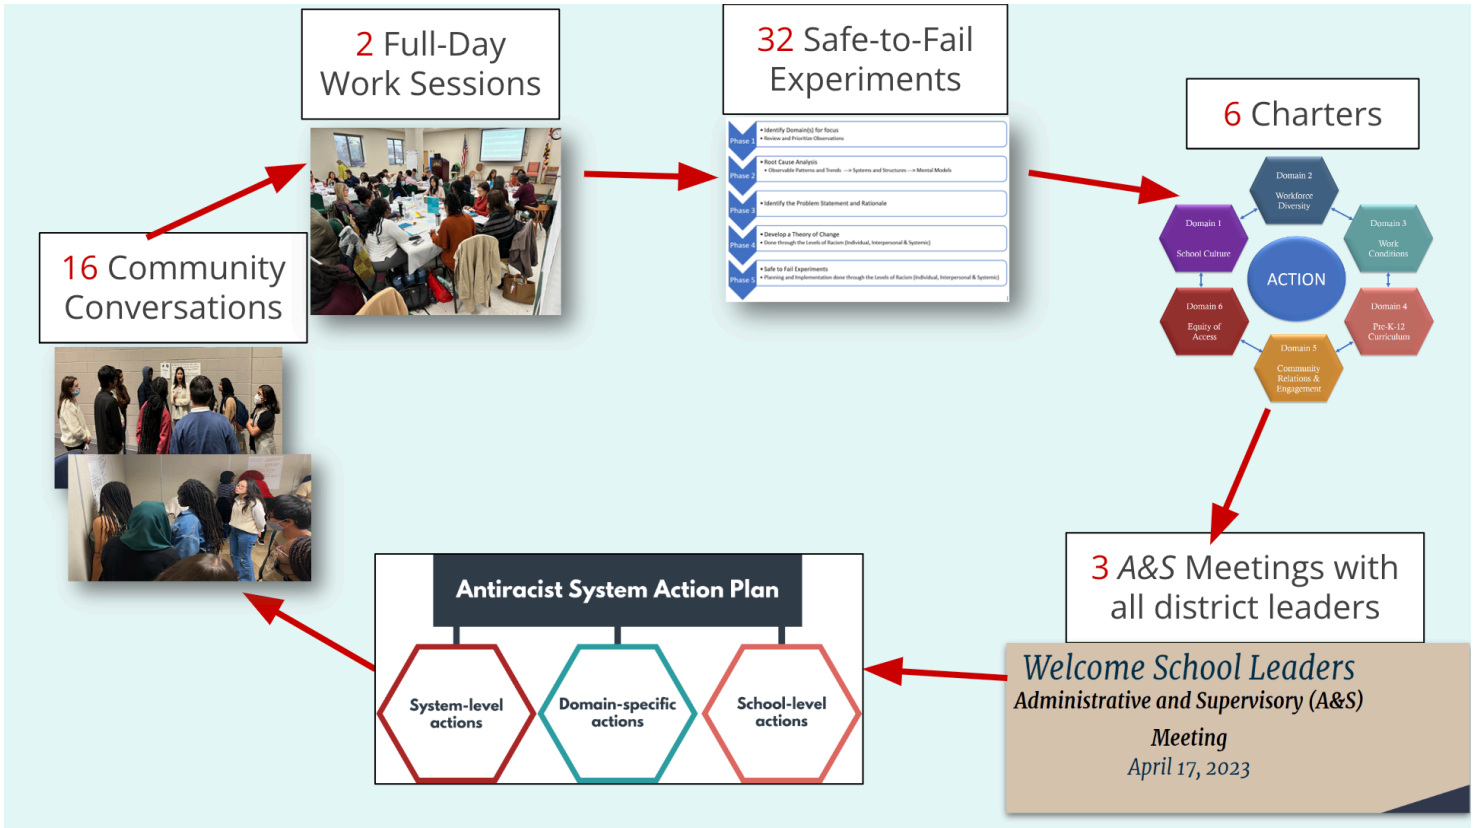 2 Full-Day
Work Sessions
32 Safe-to-Fail
Experiments
6 Charters
16 Community
Conversations
Phase 1
• Identify Domain(s) for focus
• Review and Prioritize Observations
Phase 2
• Root Cause Analysis
• Observable Patterns and Trends ---> Systems and Structures ---> Mental Models
Phase 3
• Identify the Problem Statement and Rationale
Phase 4
• Develop a Theory of Change
• Done through the Levels of Racism (Individual, Interpersonal & Systemic)
Phase 5
• Safe to Fail Experiments
• Planning and Implementation done through the Levels of Racism (Individual, Interpersonal & Systemic)
Domain 2
Workforce
Diversity
Domain 1
School Culture
Domain 3
Work
Conditions
ACTION
Domain 6
Equity of
Access
Domain 4
Pre-K-12
Curriculum
Domain 5
Community
Relations &
Engagement
3 A&S Meetings with
all district leaders
Welcome School Leaders
Administrative and Supervisory (A&S)
Meeting
April 17, 2023
Antiracist System Action Plan
System-level
actions
Domain-specific
actions
School-level
actions